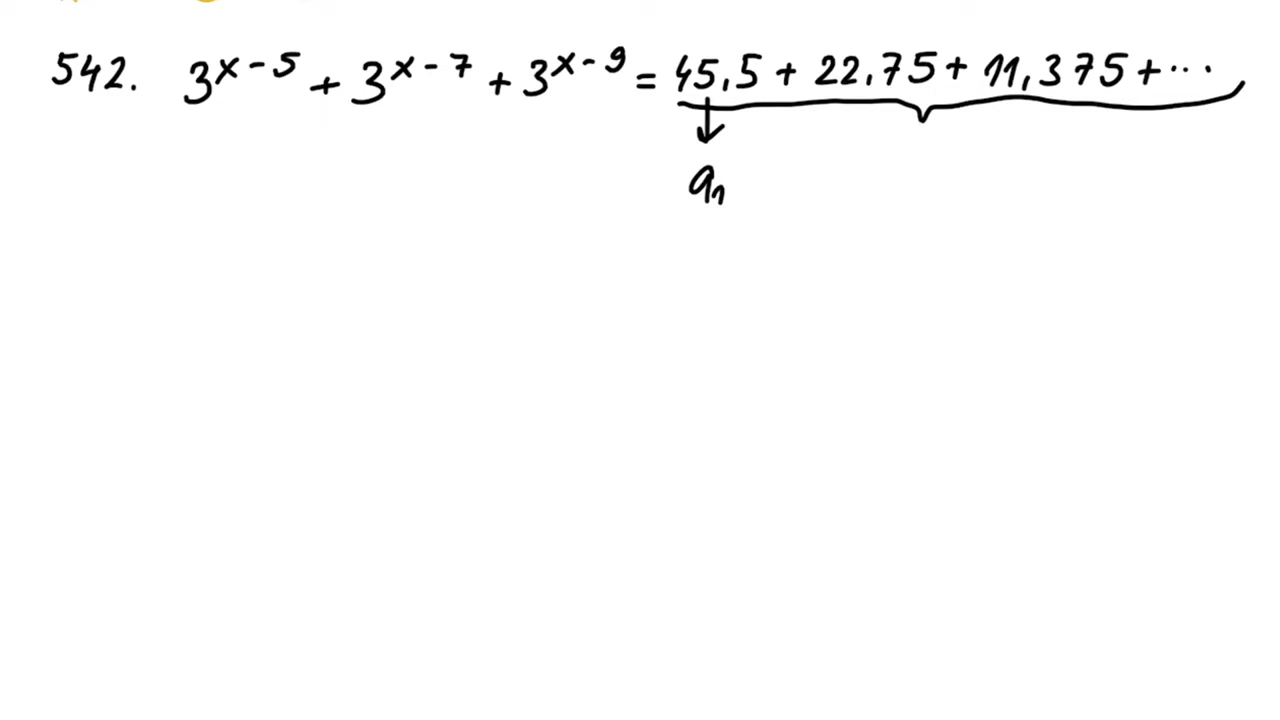 542. 3^{x-5} + 3^{x-7} + 3^{x-9} = 45,5 + 22,75 + 11,375 + ...
a₁